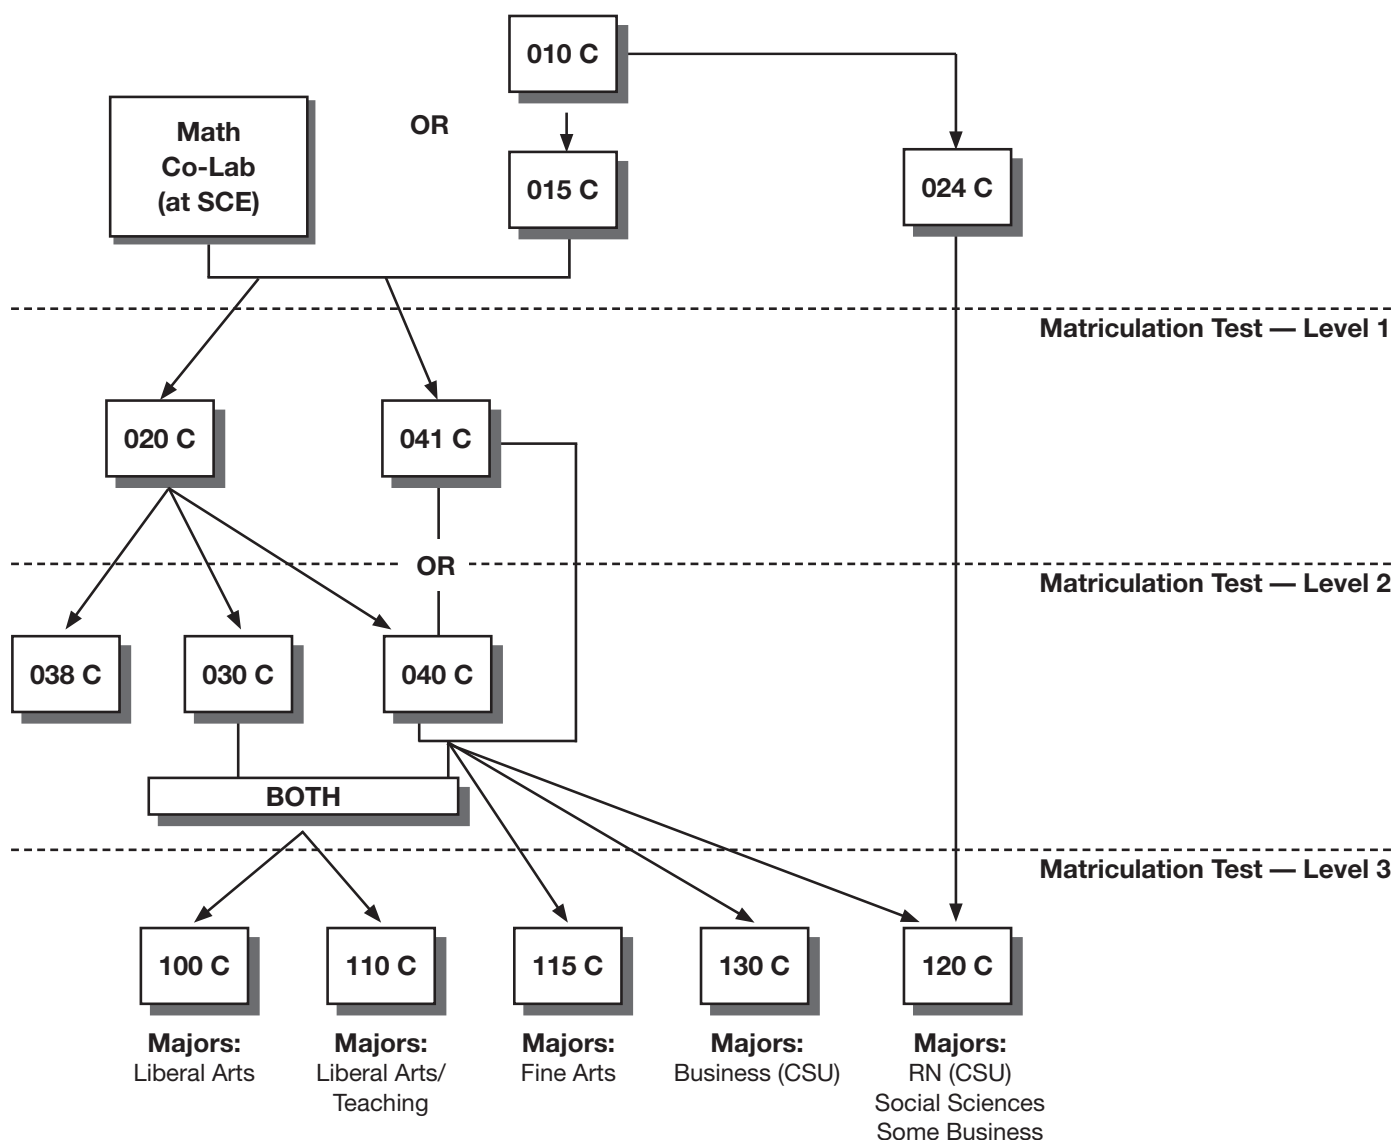 010 C
Math
Co-Lab
(at SCE)
OR
015 C
024 C
Matriculation Test — Level 1
020 C
041 C
OR
Matriculation Test — Level 2
038 C
030 C
040 C
BOTH
Matriculation Test — Level 3
100 C
110 C
115 C
130 C
120 C
Majors:
Liberal Arts
Majors:
Liberal Arts/
Teaching
Majors:
Fine Arts
Majors:
Business (CSU)
Majors:
RN (CSU)
Social Sciences
Some Business